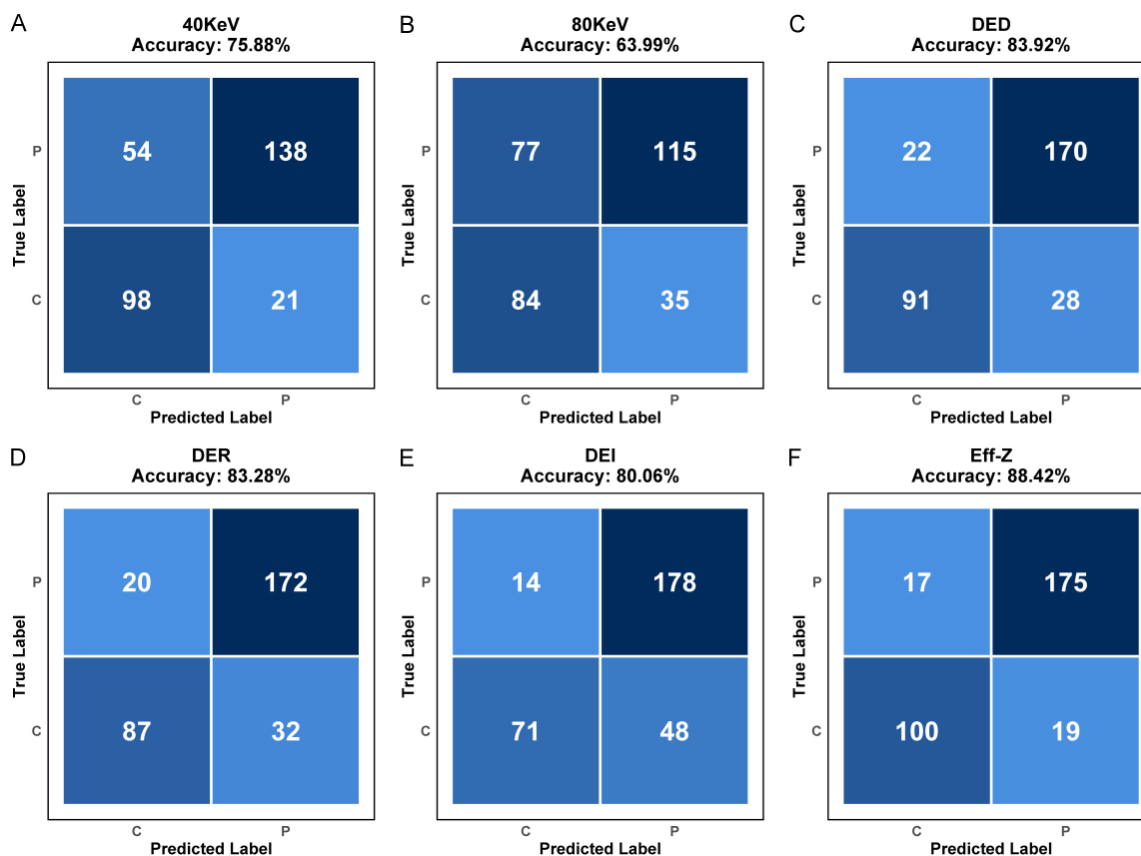 A
40KeV
Accuracy: 75.88%
True Label
P
54
138
C
98
21
C
P
Predicted Label
B
80KeV
Accuracy: 63.99%
True Label
P
77
115
C
84
35
C
P
Predicted Label
C
DED
Accuracy: 83.92%
True Label
P
22
170
C
91
28
C
P
Predicted Label
D
DER
Accuracy: 83.28%
True Label
P
20
172
C
87
32
C
P
Predicted Label
E
DEI
Accuracy: 80.06%
True Label
P
14
178
C
71
48
C
P
Predicted Label
F
Eff-Z
Accuracy: 88.42%
True Label
P
17
175
C
100
19
C
P
Predicted Label